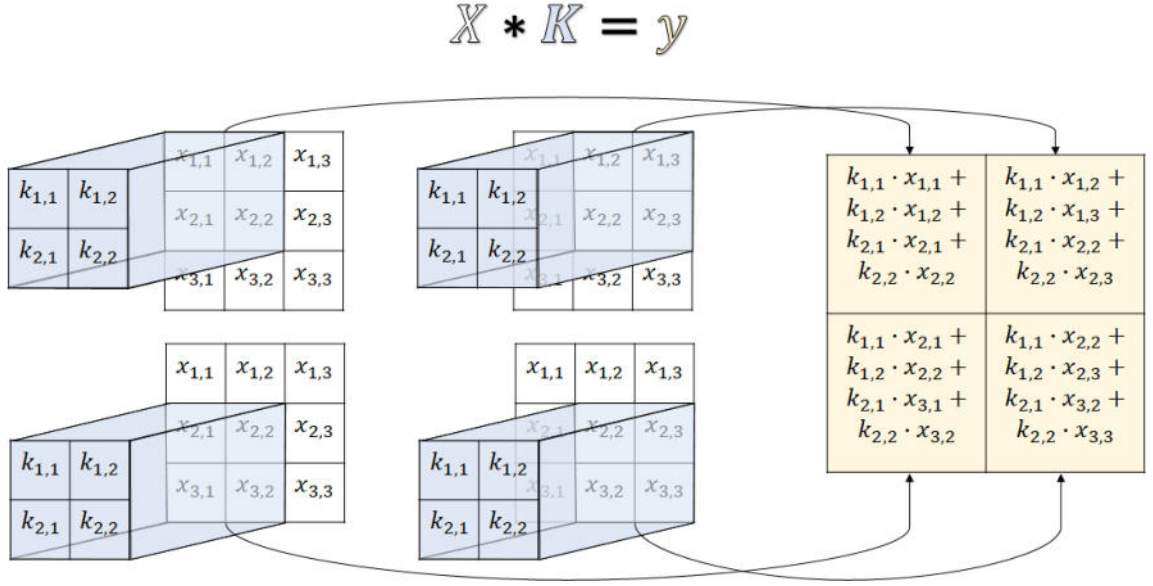 X * K = y
x1,1 x1,2 x1,3
k1,1 k1,2
x2,1 x2,2 x2,3
k2,1 k2,2
x3,1 x3,2 x3,3
x1,1 x1,2 x1,3
k1,1 k1,2
x2,1 x2,2 x2,3
k2,1 k2,2
x3,1 x3,2 x3,3
k1,1 · x1,1 +
k1,2 · x1,2 +
k2,1 · x2,1 +
k2,2 · x2,2
k1,1 · x1,2 +
k1,2 · x1,3 +
k2,1 · x2,2 +
k2,2 · x2,3
x1,1 x1,2 x1,3
x2,1 x2,2 x2,3
k1,1 k1,2
x3,1 x3,2 x3,3
k2,1 k2,2
x1,1 x1,2 x1,3
x2,1 x2,2 x2,3
k1,1 k1,2
x3,1 x3,2 x3,3
k2,1 k2,2
k1,1 · x2,1 +
k1,2 · x2,2 +
k2,1 · x3,1 +
k2,2 · x3,2
k1,1 · x2,2 +
k1,2 · x2,3 +
k2,1 · x3,2 +
k2,2 · x3,3